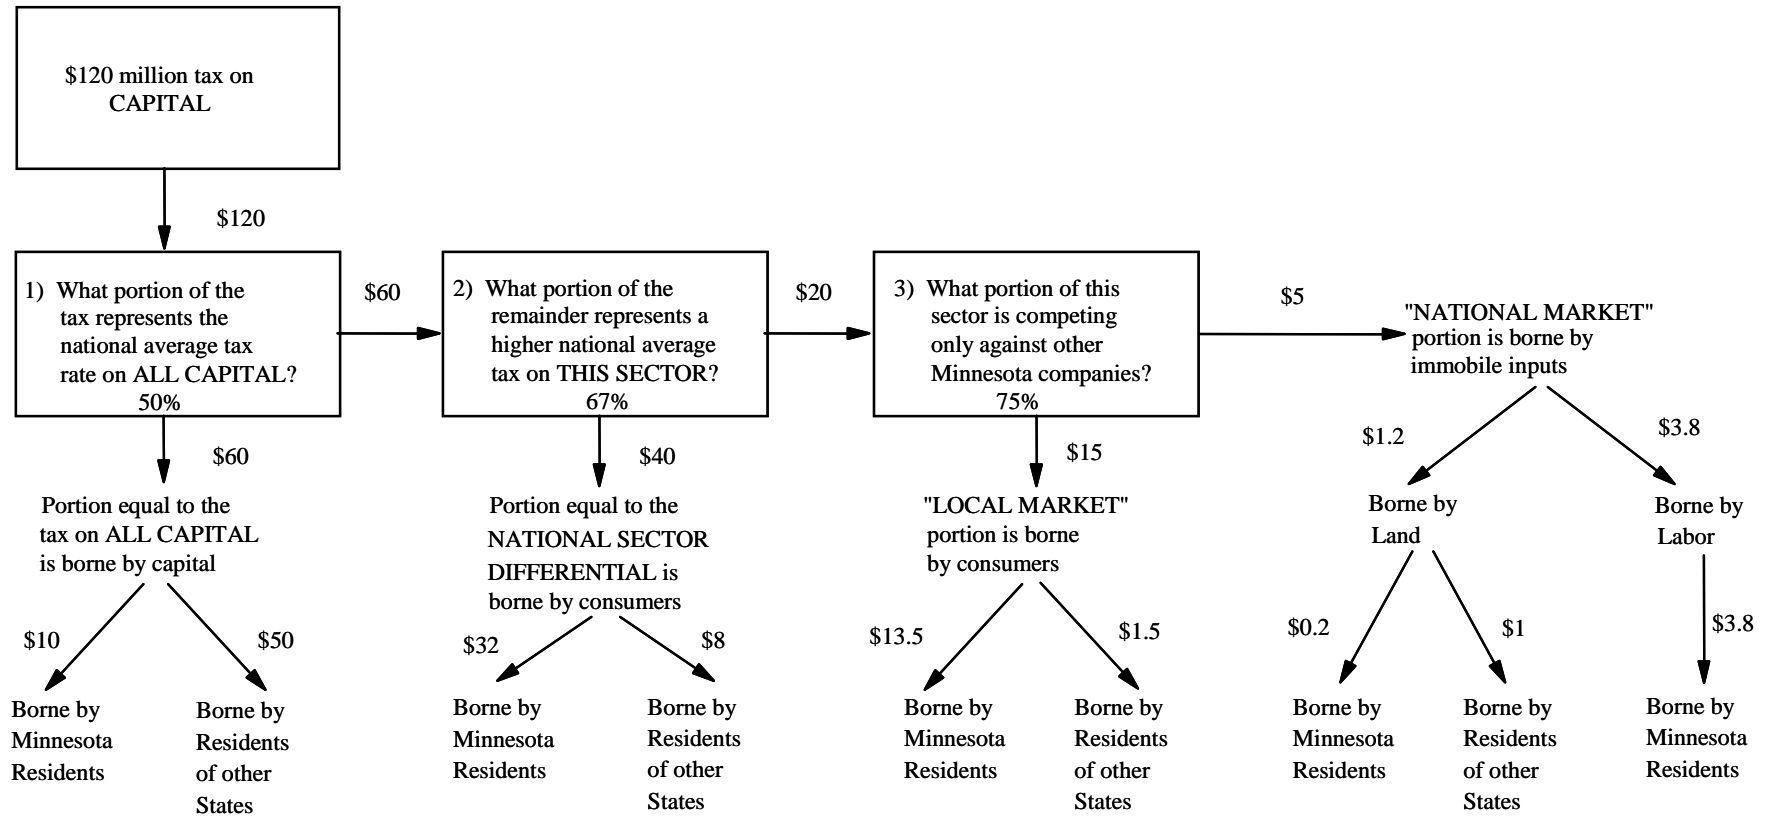 $120 million tax on
CAPITAL
$120
1) What portion of the
tax represents the
national average tax
rate on ALL CAPITAL?
50%
$60
2) What portion of the
remainder represents a
higher national average
tax on THIS SECTOR?
67%
$20
3) What portion of this
sector is competing
only against other
Minnesota companies?
75%
$5
"NATIONAL MARKET"
portion is borne by
immobile inputs
$60
Portion equal to the
tax on ALL CAPITAL
is borne by capital
$40
Portion equal to the
NATIONAL SECTOR
DIFFERENTIAL is
borne by consumers
$15
"LOCAL MARKET"
portion is borne
by consumers
$1.2
Borne by
Land
$3.8
Borne by
Labor
$10
Borne by
Minnesota
Residents
$50
Borne by
Residents
of other
States
$32
Borne by
Minnesota
Residents
$8
Borne by
Residents
of other
States
$13.5
Borne by
Minnesota
Residents
$1.5
Borne by
Residents
of other
States
$0.2
Borne by
Minnesota
Residents
$1
Borne by
Residents
of other
States
$3.8
Borne by
Minnesota
Residents